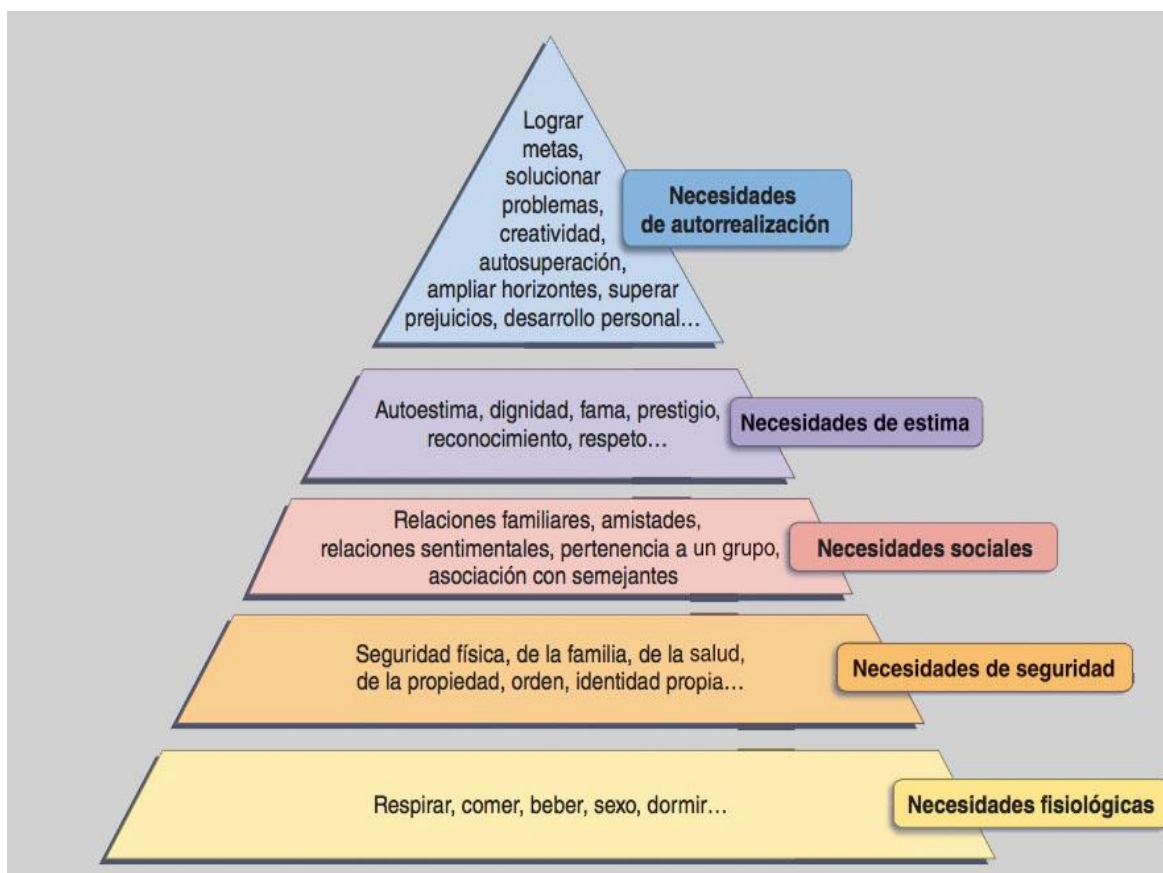 Lograr
metas,
solucionar
problemas,
creatividad,
autosuperación,
ampliar horizontes, superar
prejuicios, desarrollo personal...
Necesidades
de autorrealización
Autoestima, dignidad, fama, prestigio,
reconocimiento, respeto...
Necesidades de estima
Relaciones familiares, amistades,
relaciones sentimentales, pertenencia a un grupo,
asociación con semejantes
Necesidades sociales
Seguridad física, de la familia, de la salud,
de la propiedad, orden, identidad propia...
Necesidades de seguridad
Respirar, comer, beber, sexo, dormir...
Necesidades fisiológicas